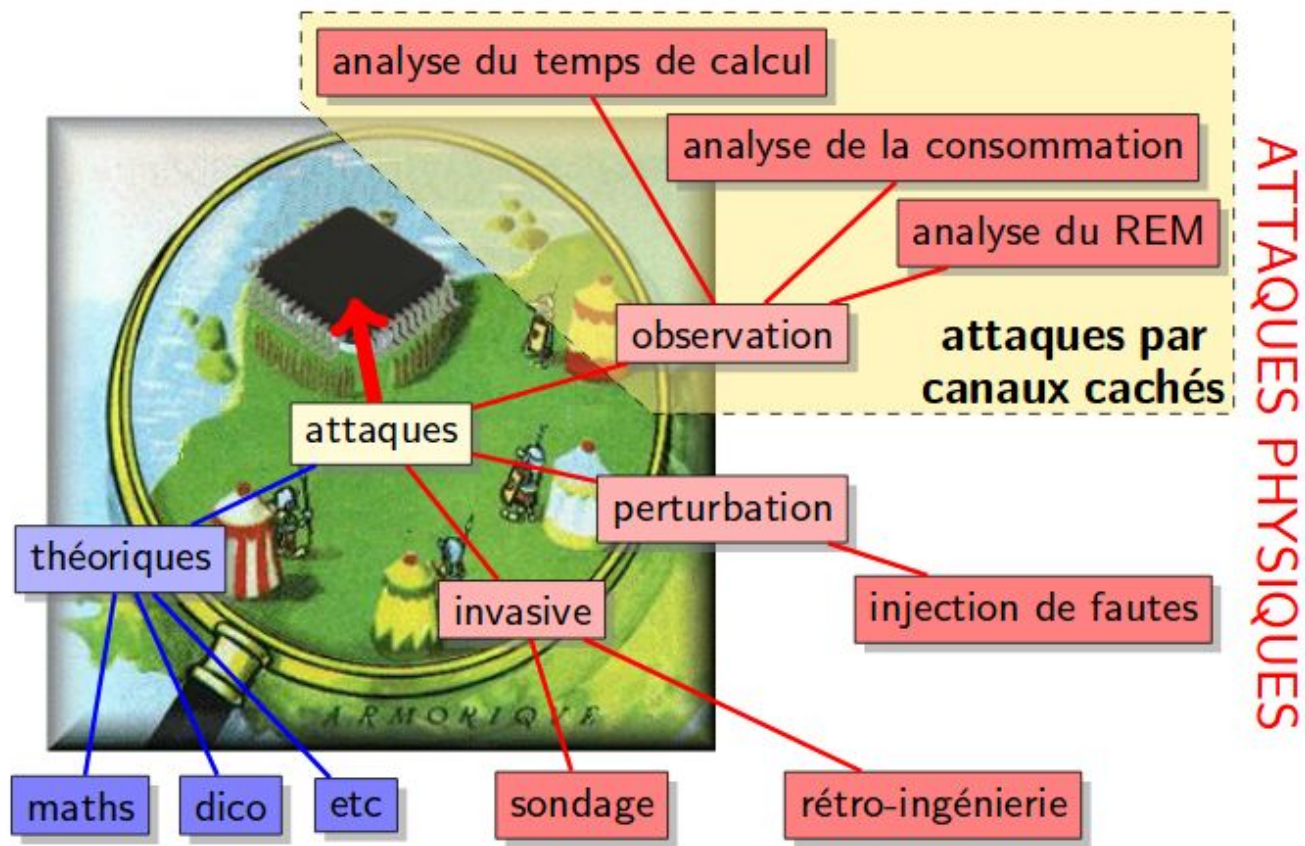 analyse du temps de calcul
analyse de la consommation
analyse du REM
observation
attaques par
canaux cachés
ATTAQUES PHYSIQUES
attaques
perturbation
théoriques
invasive
injection de fautes
ARMORIQUE
maths
dico
etc
sondage
rétro-ingénierie